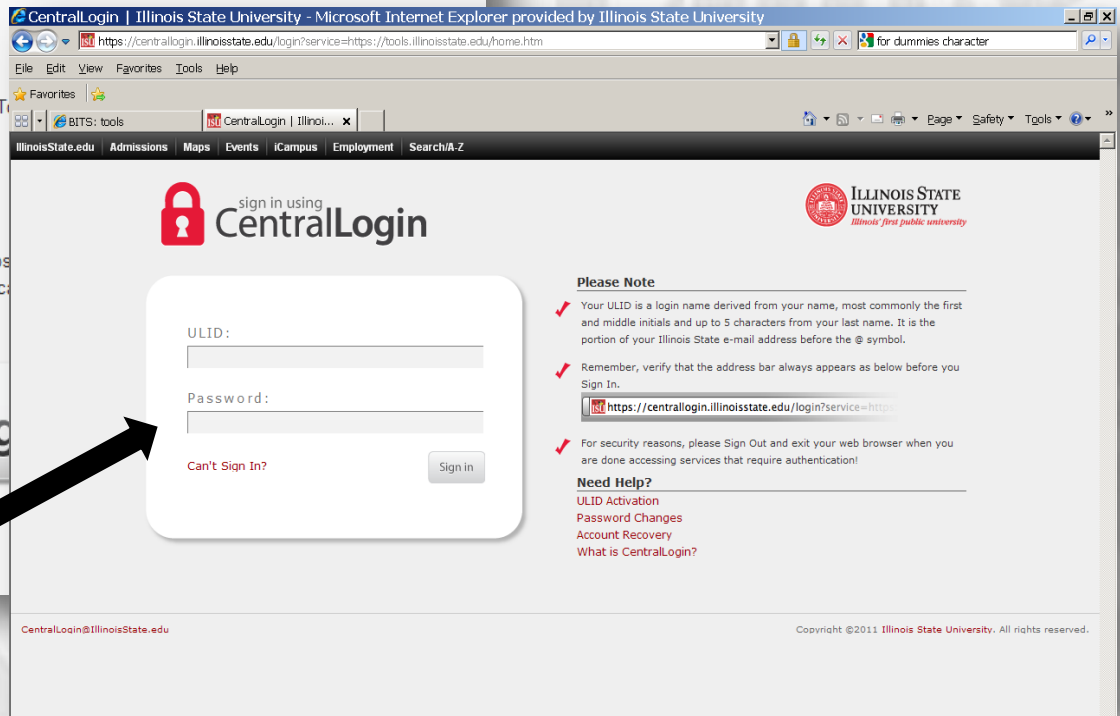 CentralLogin | Illinois State University - Microsoft Internet Explorer provided by Illinois State University
https://centrallogin.illinoisstate.edu/login?service=https://tools.illinoisstate.edu/home.htm
for dummies character
File Edit View Favorites Tools Help
Favorites
BITS: tools
CentralLogin | Illinoi...
Page Safety Tools
IllinoisState.edu Admissions Maps Events iCampus Employment Search/A-Z
sign in using
CentralLogin
ILLINOIS STATE
UNIVERSITY
Illinois' first public university
ULID:
Password:
Can't Sign In?
Sign in
Please Note
Your ULID is a login name derived from your name, most commonly the first
and middle initials and up to 5 characters from your last name. It is the
portion of your Illinois State e-mail address before the @ symbol.
Remember, verify that the address bar always appears as below before you
Sign In.
https://centrallogin.illinoisstate.edu/login?service=https
For security reasons, please Sign Out and exit your web browser when you
are done accessing services that require authentication!
Need Help?
ULID Activation
Password Changes
Account Recovery
What is CentralLogin?
CentralLogin@IllinoisState.edu
Copyright ©2011 Illinois State University. All rights reserved.